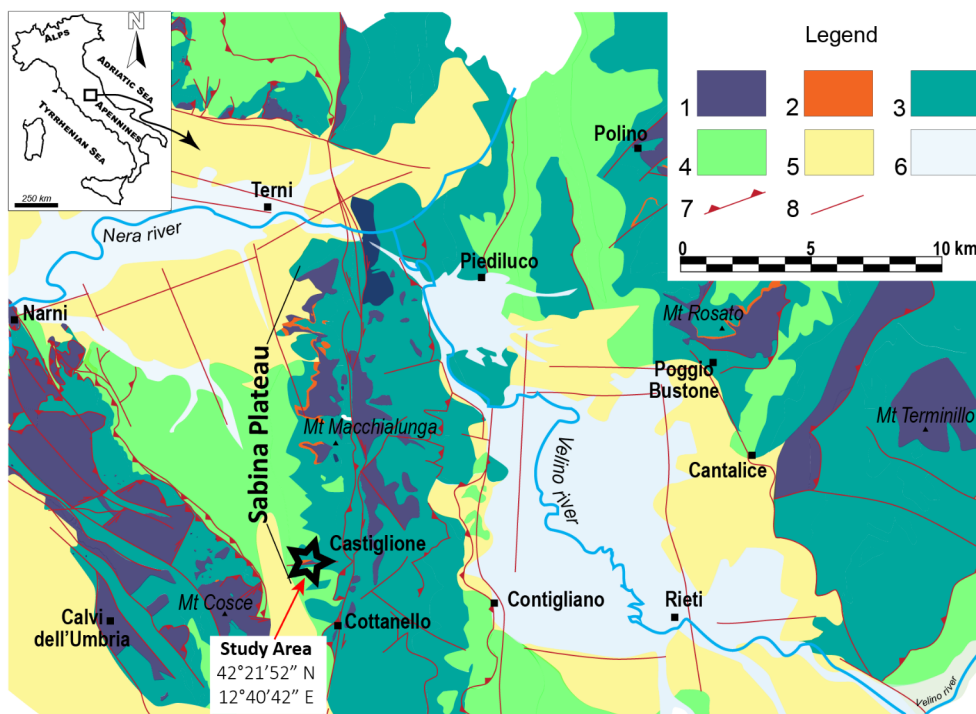 ALPS
N
ADRIATIC SEA
APENNINES
TYRRHENIAN SEA
250 km
Legend
1
2
3
4
5
6
7
8
0
5
10 km
Polino
Terni
Nera river
Piediluco
Narni
Mt Rosato
Poggio
Bustone
Sabina Plateau
Mt Macchialunga
Mt Terminillo
Velino river
Cantalice
Castiglione
Mt Cosce
Contigliano
Rieti
Calvi
dell'Umbria
Cottanello
Study Area
42°21'52" N
12°40'42" E
Velino river